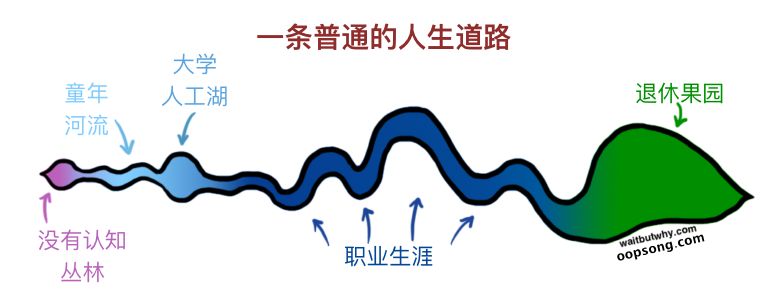 一条普通的人生道路
大学
人工湖
童年
河流
退休果园
没有认知
丛林
职业生涯
waitbutwhy.com
oopsong.com